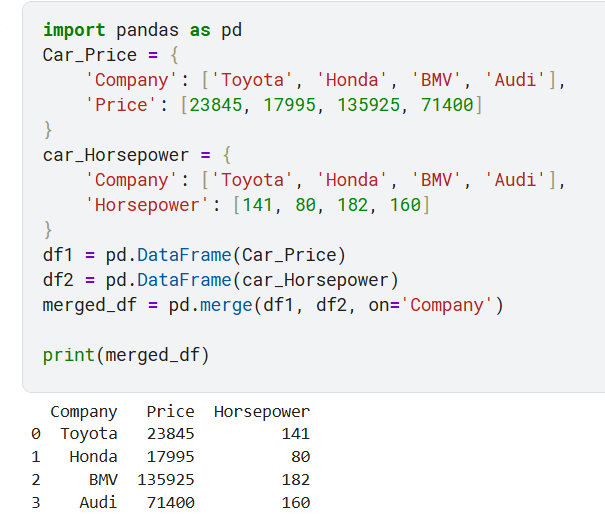 import pandas as pd
Car_Price = {
    'Company': ['Toyota', 'Honda', 'BMV', 'Audi'],
    'Price': [23845, 17995, 135925, 71400]
}
car_Horsepower = {
    'Company': ['Toyota', 'Honda', 'BMV', 'Audi'],
    'Horsepower': [141, 80, 182, 160]
}
df1 = pd.DataFrame(Car_Price)
df2 = pd.DataFrame(car_Horsepower)
merged_df = pd.merge(df1, df2, on='Company')

print(merged_df)

  Company   Price  Horsepower
0  Toyota   23845         141
1   Honda   17995          80
2     BMV  135925         182
3    Audi   71400         160